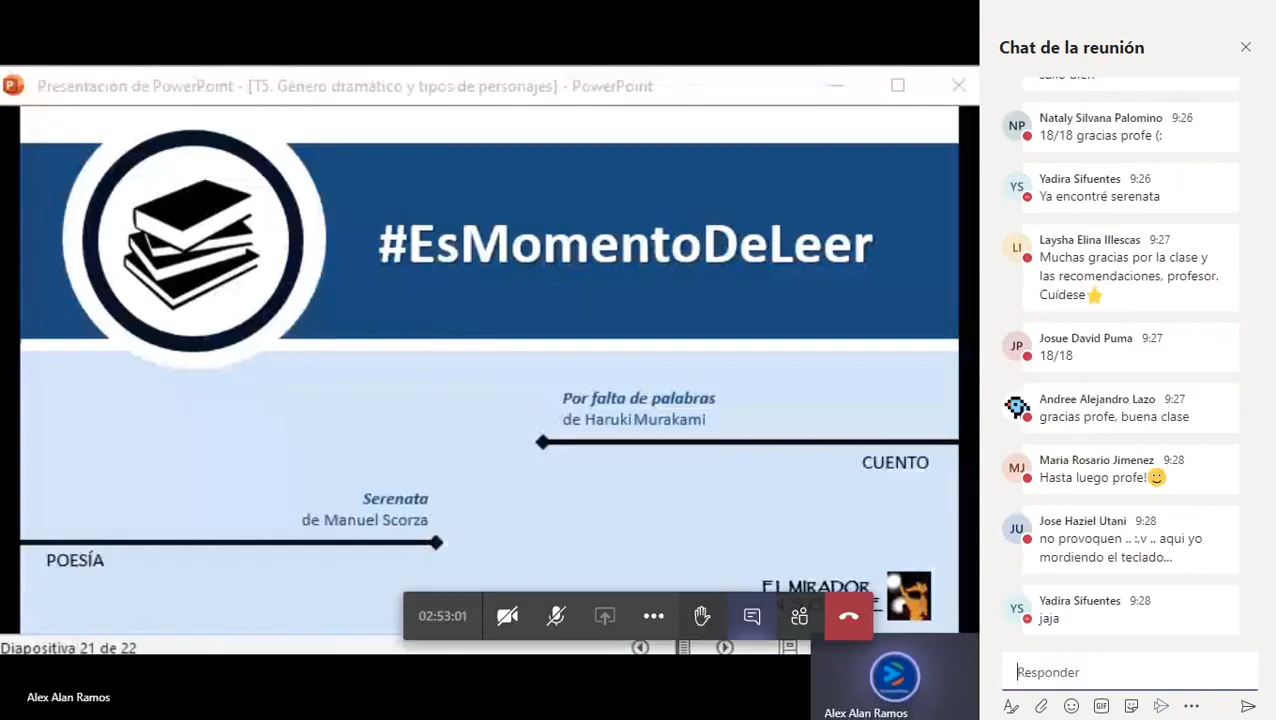 Presentación de PowerPoint - [T5. Género dramático y tipos de personajes] - PowerPoint
#EsMomentoDeLeer
Por falta de palabras
de Haruki Murakami
CUENTO
Serenata
de Manuel Scorza
POESÍA
EL MIRADOR
02:53:01
Diapositiva 21 de 22
Alex Alan Ramos
Alex Alan Ramos
Chat de la reunión
NP
Nataly Silvana Palomino 9:26
18/18 gracias profe (:
YS
Yadira Sifuentes 9:26
Ya encontré serenata
LI
Laysha Elina Illescas 9:27
Muchas gracias por la clase y
las recomendaciones, profesor.
Cuídese⭐
JP
Josue David Puma 9:27
18/18
Andree Alejandro Lazo 9:27
gracias profe, buena clase
MJ
Maria Rosario Jimenez 9:28
Hasta luego profe!🙂
JU
Jose Haziel Utani 9:28
no provoquen .. :,v .. aqui yo
mordiendo el teclado...
YS
Yadira Sifuentes 9:28
jaja
Responder
GIF